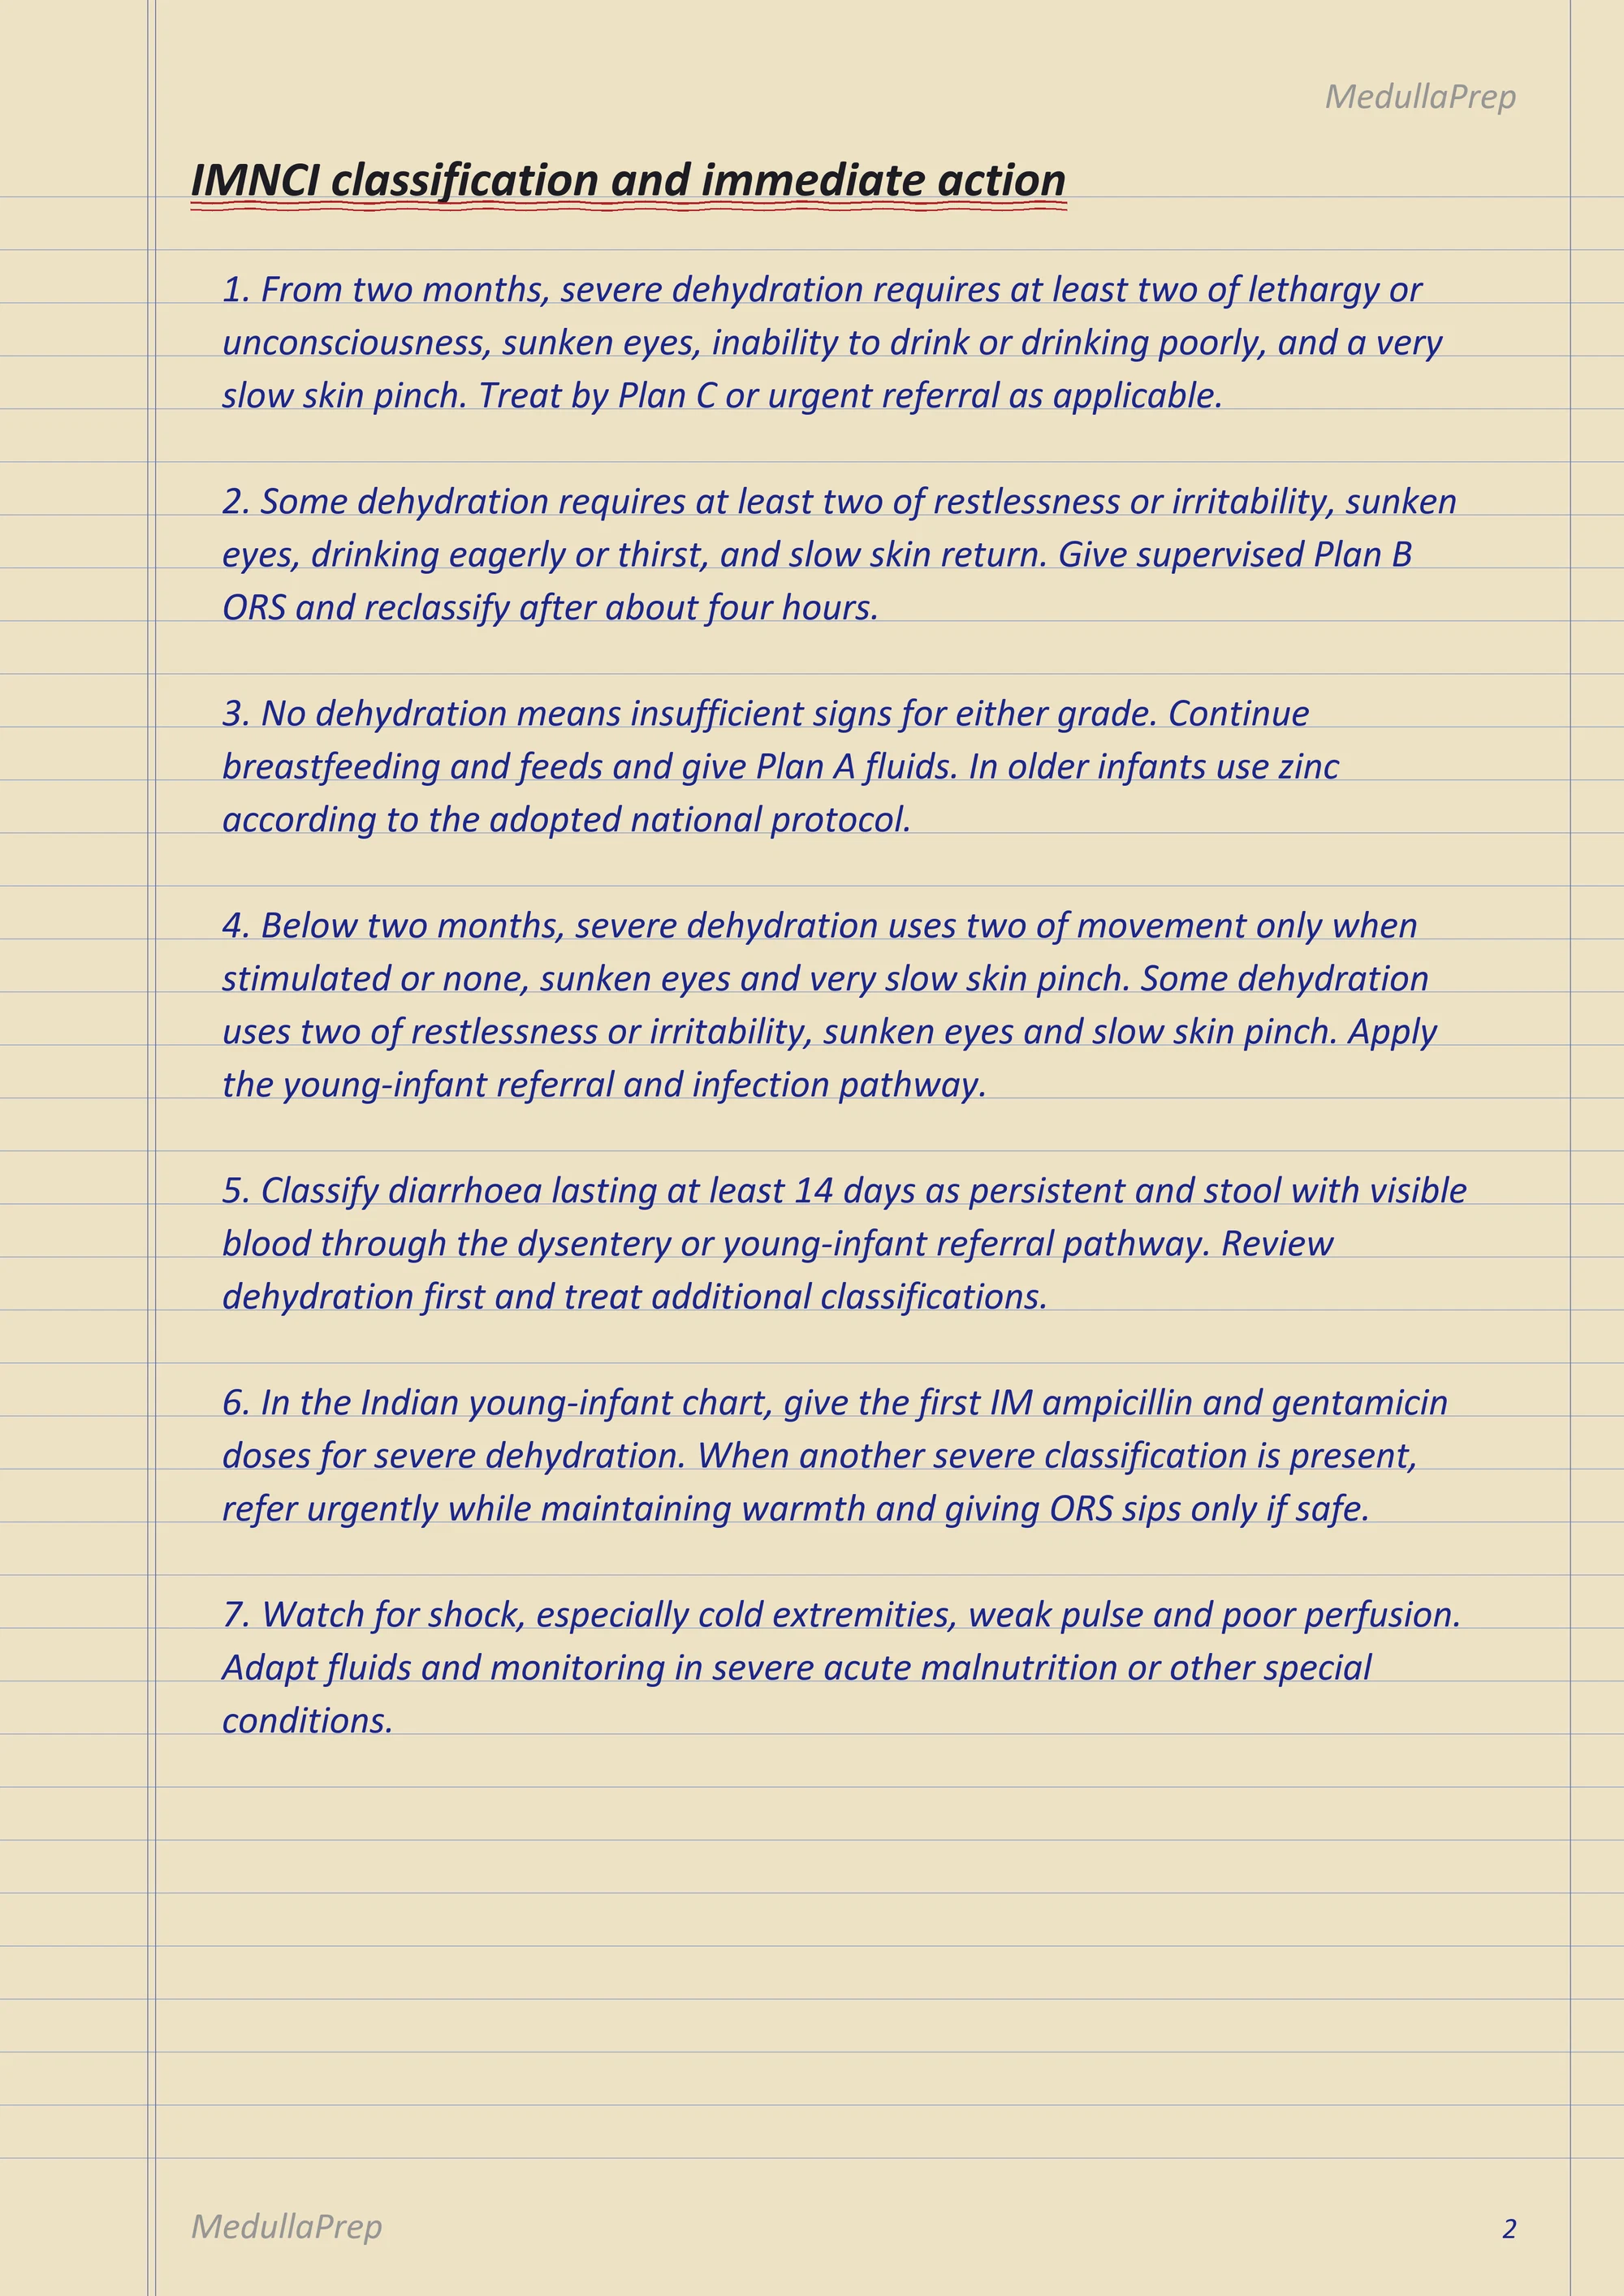 MedullaPrep
IMNCI classification and immediate action
1. From two months, severe dehydration requires at least two of lethargy or
unconsciousness, sunken eyes, inability to drink or drinking poorly, and a very
slow skin pinch. Treat by Plan C or urgent referral as applicable.
2. Some dehydration requires at least two of restlessness or irritability, sunken
eyes, drinking eagerly or thirst, and slow skin return. Give supervised Plan B
ORS and reclassify after about four hours.
3. No dehydration means insufficient signs for either grade. Continue
breastfeeding and feeds and give Plan A fluids. In older infants use zinc
according to the adopted national protocol.
4. Below two months, severe dehydration uses two of movement only when
stimulated or none, sunken eyes and very slow skin pinch. Some dehydration
uses two of restlessness or irritability, sunken eyes and slow skin pinch. Apply
the young-infant referral and infection pathway.
5. Classify diarrhoea lasting at least 14 days as persistent and stool with visible
blood through the dysentery or young-infant referral pathway. Review
dehydration first and treat additional classifications.
6. In the Indian young-infant chart, give the first IM ampicillin and gentamicin
doses for severe dehydration. When another severe classification is present,
refer urgently while maintaining warmth and giving ORS sips only if safe.
7. Watch for shock, especially cold extremities, weak pulse and poor perfusion.
Adapt fluids and monitoring in severe acute malnutrition or other special
conditions.
MedullaPrep
2